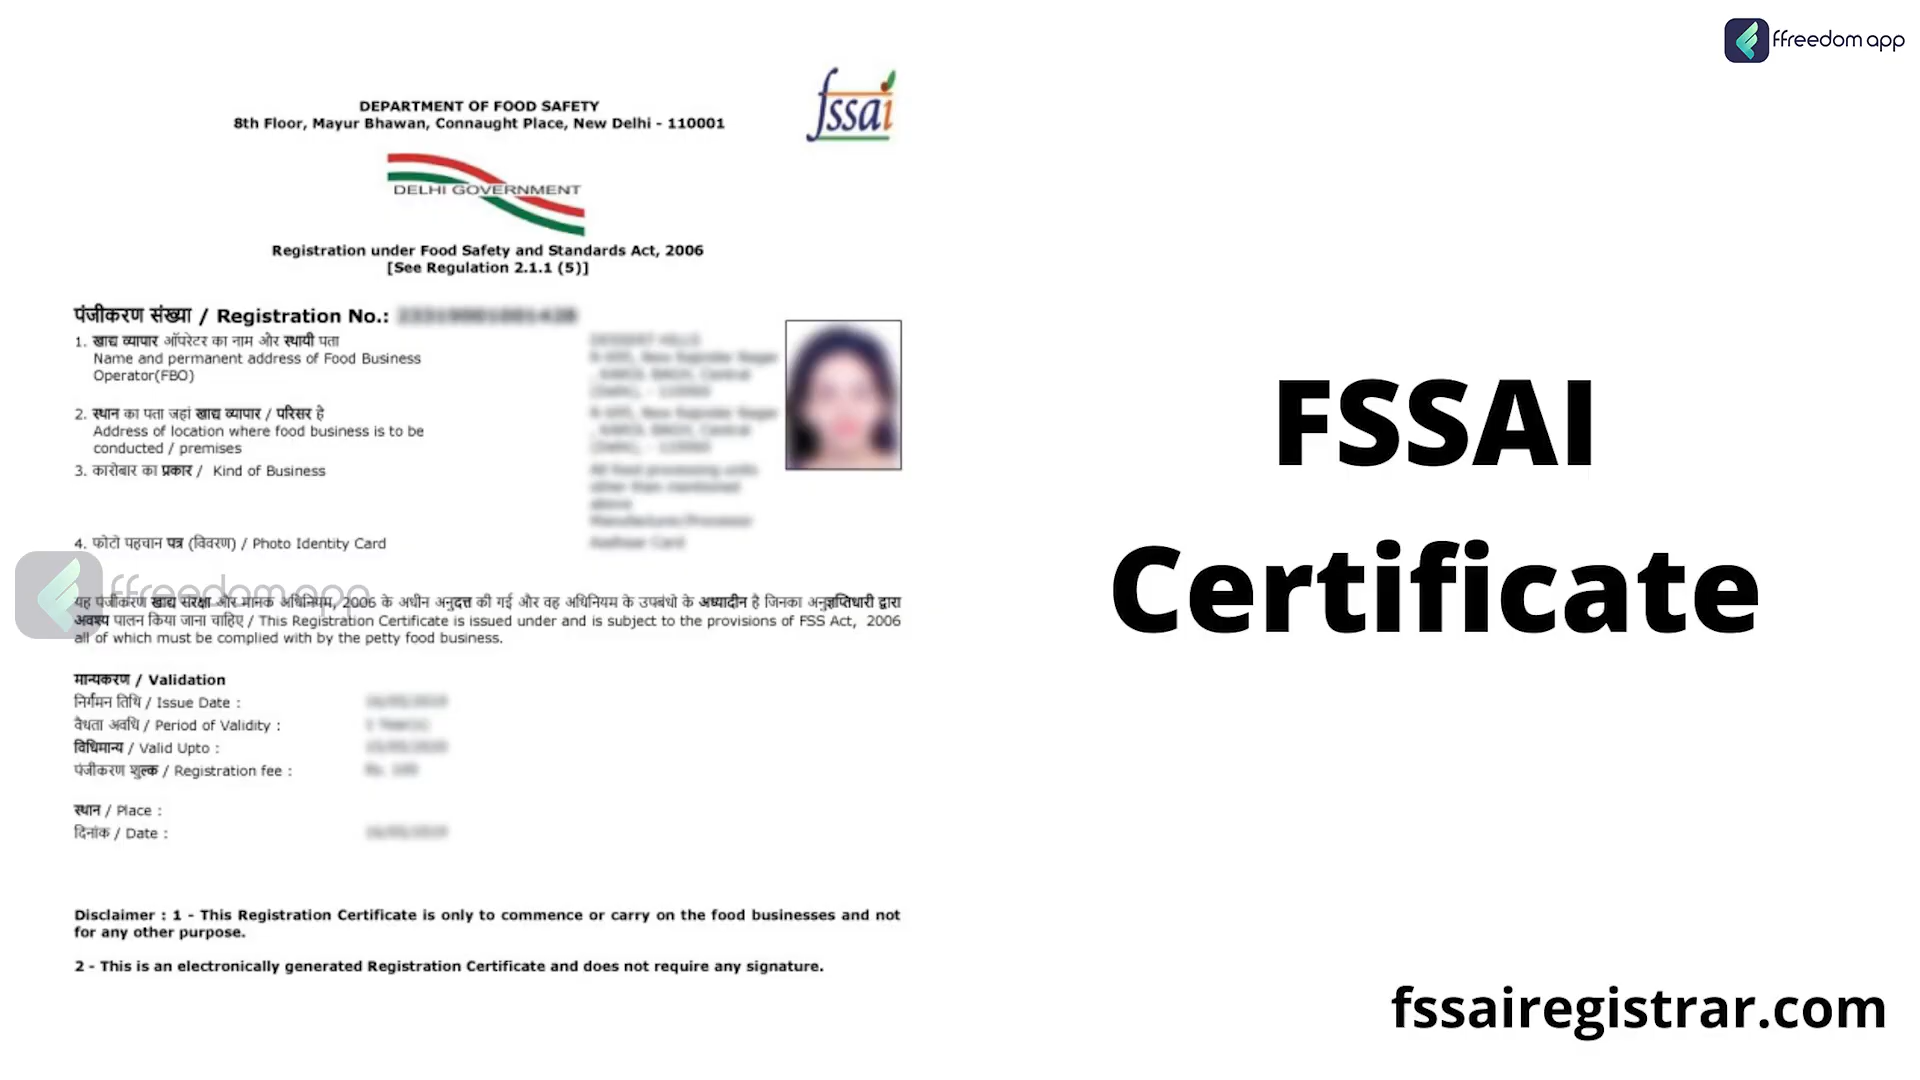 ffreedom app
fssai
DEPARTMENT OF FOOD SAFETY
8th Floor, Mayur Bhawan, Connaught Place, New Delhi - 110001
DELHI GOVERNMENT
Registration under Food Safety and Standards Act, 2006
[See Regulation 2.1.1 (5)]
पंजीकरण संख्या / Registration No.:
1. खाद्य व्यापार ऑपरेटर का नाम और स्थायी पता
Name and permanent address of Food Business
Operator(FBO)
2. स्थान का पता जहां खाद्य व्यापार / परिसर हे
Address of location where food business is to be
conducted / premises
3. कारोबार का प्रकार / Kind of Business
4. फोटो पहचान पत्र (विवरण) / Photo Identity Card
ffreedom app
यह पंजीकरण खाद्य सुरक्षा और मानक अधिनियम, 2006 के अधीन अनुदत्त की गई और वह अधिनियम के उपबंधो के अध्यादीन है जिनका अनुज्ञप्तिधारी द्वारा
अवश्य पालन किया जाना चाहिए / This Registration Certificate is issued under and is subject to the provisions of FSS Act, 2006
all of which must be complied with by the petty food business.
मान्यकरण / Validation
निर्गमन तिथि / Issue Date :
वैधता अवधि / Period of Validity :
विधिमान्य / Valid Upto :
पंजीकरण शुल्क / Registration fee :
स्थान / Place :
दिनांक / Date :
Disclaimer : 1 - This Registration Certificate is only to commence or carry on the food businesses and not
for any other purpose.
2 - This is an electronically generated Registration Certificate and does not require any signature.
FSSAI
Certificate
fssairegistrar.com